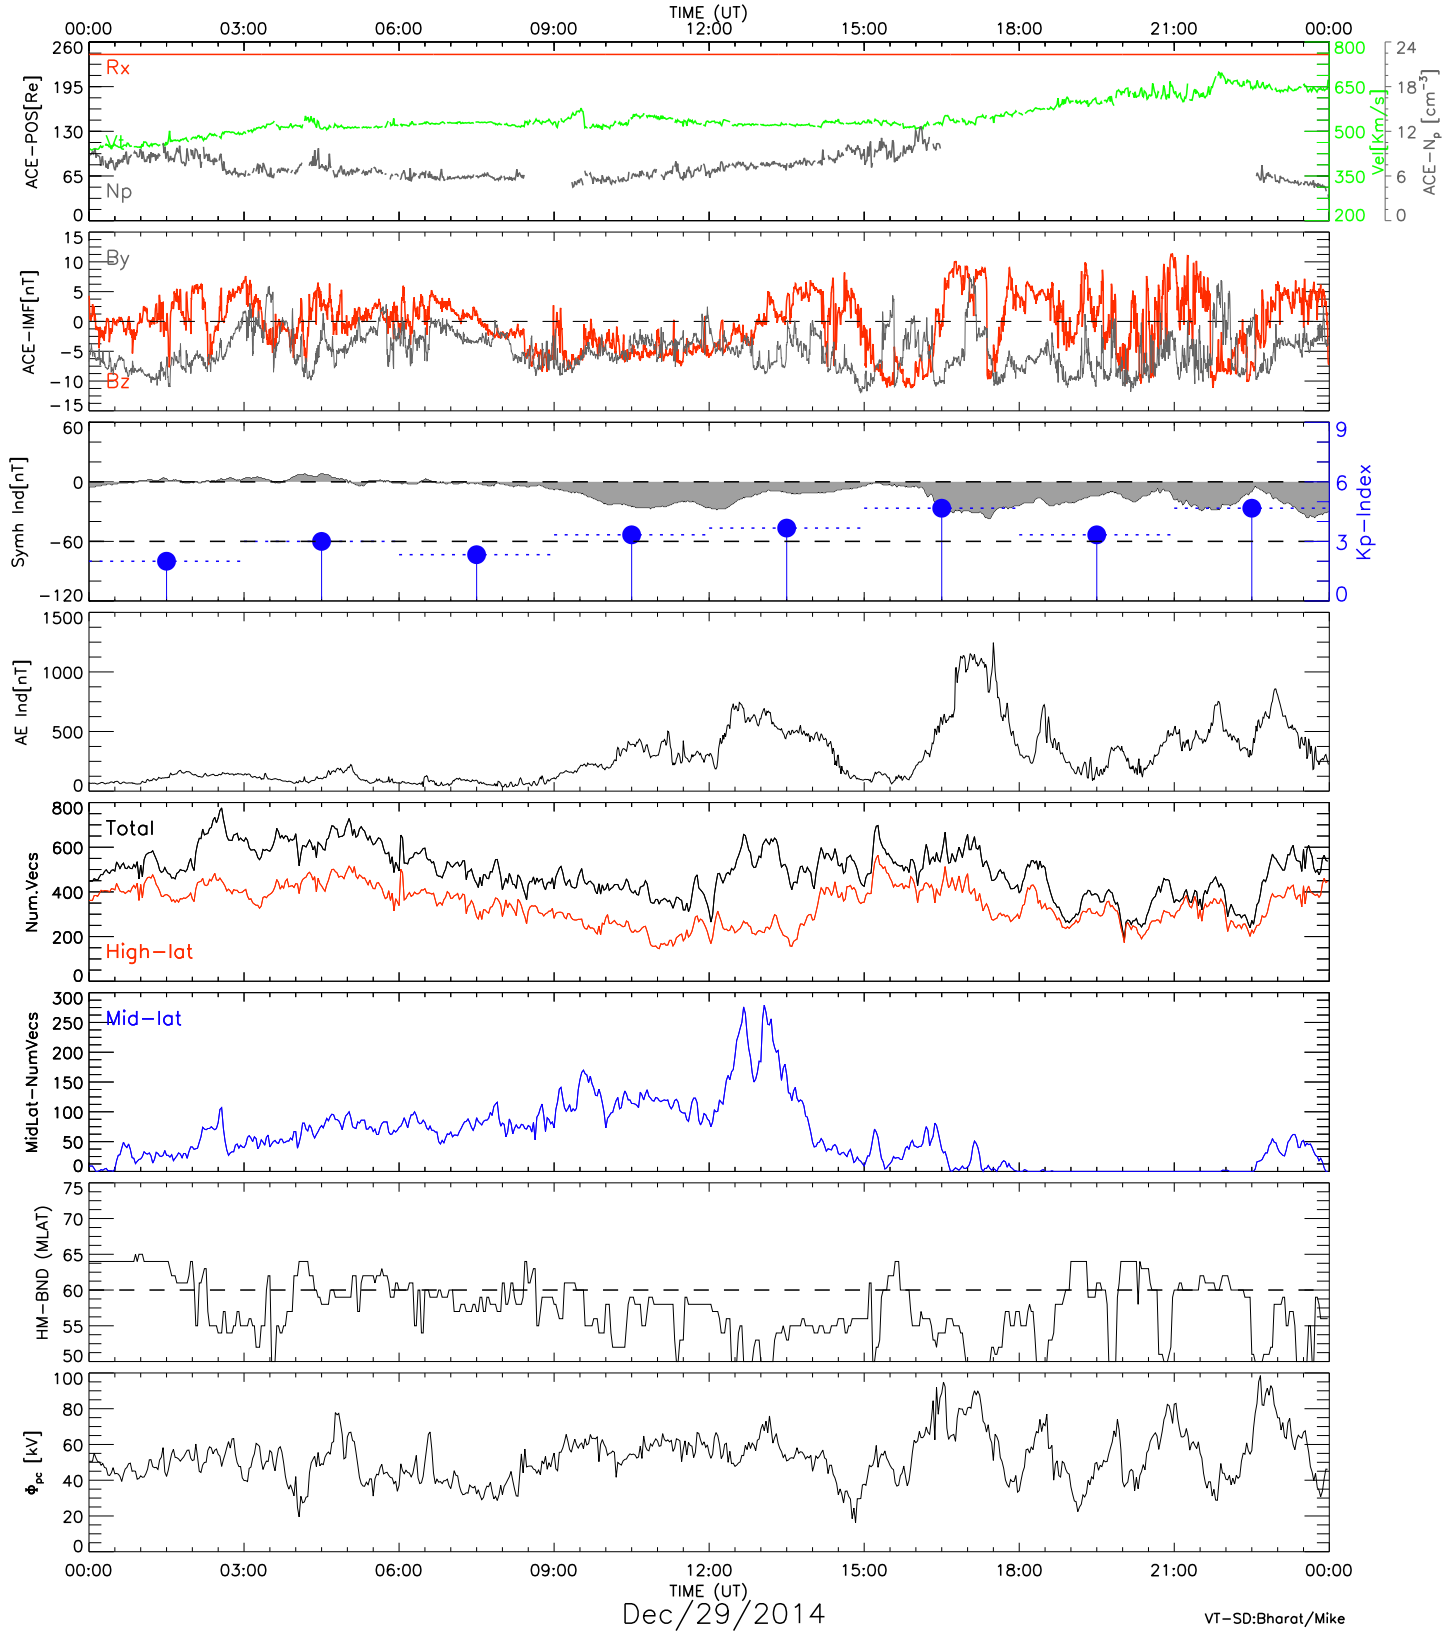 TIME (UT)
00:00 03:00 06:00 09:00 12:00 15:00 18:00 21:00 00:00
260
195
130
65
0
ACE-POS[Re]
Rx
Vt
Np
800
650
500
350
200
Vel[Km/s]
24
18
12
6
0
ACE-Np [cm⁻³]
15
10
5
0
-5
-10
-15
ACE-IMF[nT]
By
Bz
60
0
-60
-120
Symh Ind[nT]
9
6
3
0
Kp-Index
1500
1000
500
0
AE Ind[nT]
800
600
400
200
0
Num.Vecs
Total
High-lat
300
250
200
150
100
50
0
MidLat-NumVecs
Mid-lat
75
70
65
60
55
50
HM-BND (MLAT)
100
80
60
40
20
0
Φpc [kV]
00:00 03:00 06:00 09:00 12:00 15:00 18:00 21:00 00:00
TIME (UT)
Dec/29/2014
VT-SD:Bharat/Mike